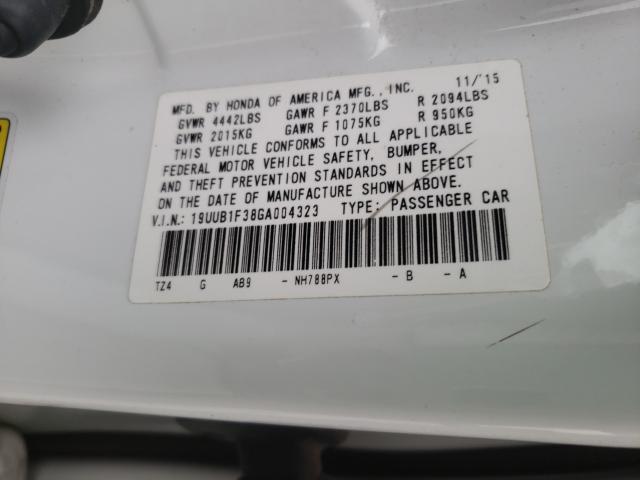 MFD. BY HONDA OF AMERICA MFG., INC. 11/'15
GVWR 4442LBS GAWR F 2370LBS R 2094LBS
GVWR 2015KG GAWR F 1075KG R 950KG
THIS VEHICLE CONFORMS TO ALL APPLICABLE
FEDERAL MOTOR VEHICLE SAFETY, BUMPER,
AND THEFT PREVENTION STANDARDS IN EFFECT
ON THE DATE OF MANUFACTURE SHOWN ABOVE.
V.I.N.: 19UUB1F38GA004323 TYPE: PASSENGER CAR
TZ4 G AB9 - NH788PX - B - A